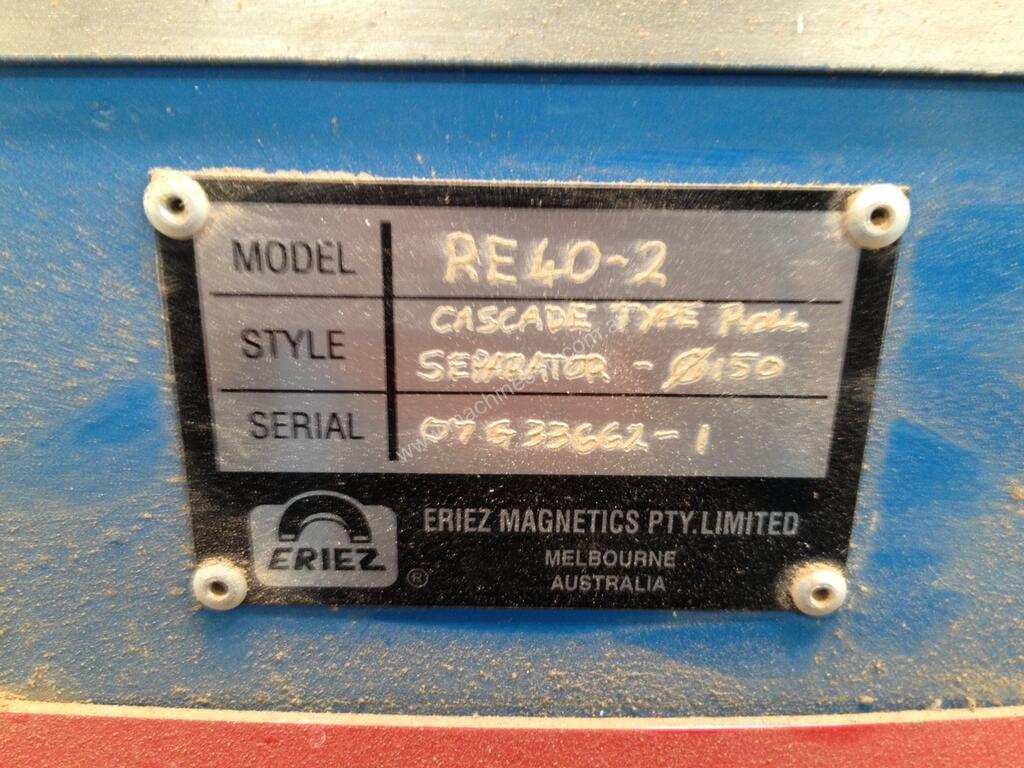 MODEL RE40-2
STYLE CASCADE TYPE ROLL
SEPARATOR - Ø150
SERIAL 07G33662-1
ERIEZ ®
ERIEZ MAGNETICS PTY.LIMITED
MELBOURNE
AUSTRALIA